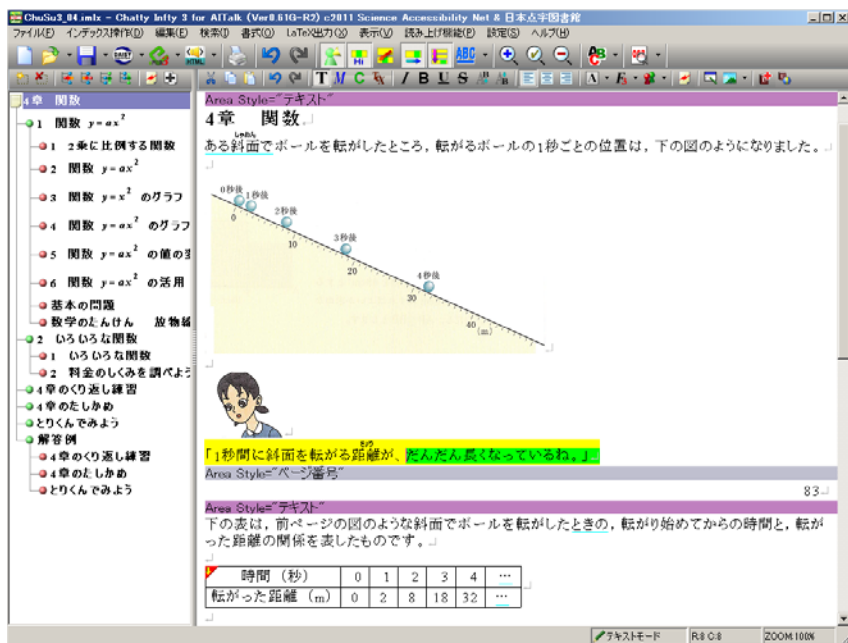 ChuSu3_04.imlx - Chatty Infty 3 for AITalk (Ver0.61G-R2) c2011 Science Accessibility Net & 日本点字図書館
ファイル(F) インデックス操作(D) 編集(E) 検索(I) 書式(O) LaTeX出力(X) 表示(V) 読み上げ機能(P) 設定(S) ヘルプ(H)
4章 関数
1 関数 y=ax²
1 2乗に比例する関数
2 関数 y=ax²
3 関数 y=x² のグラフ
4 関数 y=ax² のグラフ
5 関数 y=ax² の値の変
6 関数 y=ax² の活用
基本の問題
数学のたんけん 放物線
2 いろいろな関数
1 いろいろな関数
2 料金のしくみを調べよう
4章のくり返し練習
4章のたしかめ
とりくんでみよう
解答例
4章のくり返し練習
4章のたしかめ
とりくんでみよう
Area Style="テキスト"
4章 関数
しゃめん
ある斜面でボールを転がしたところ，転がるボールの1秒ごとの位置は，下の図のようになりました。
0秒後 1秒後 2秒後 3秒後 4秒後
0 10 20 30 40 (m)
きょり
「1秒間に斜面を転がる距離が、だんだん長くなっているね。」
Area Style="ページ番号"
83
Area Style="テキスト"
下の表は，前ページの図のような斜面でボールを転がしたときの，転がり始めてからの時間と，転が
った距離の関係を表したものです。
時間（秒） 0 1 2 3 4 …
転がった距離（m） 0 2 8 18 32 …
テキストモード R:8 C:8 ZOOM:100%